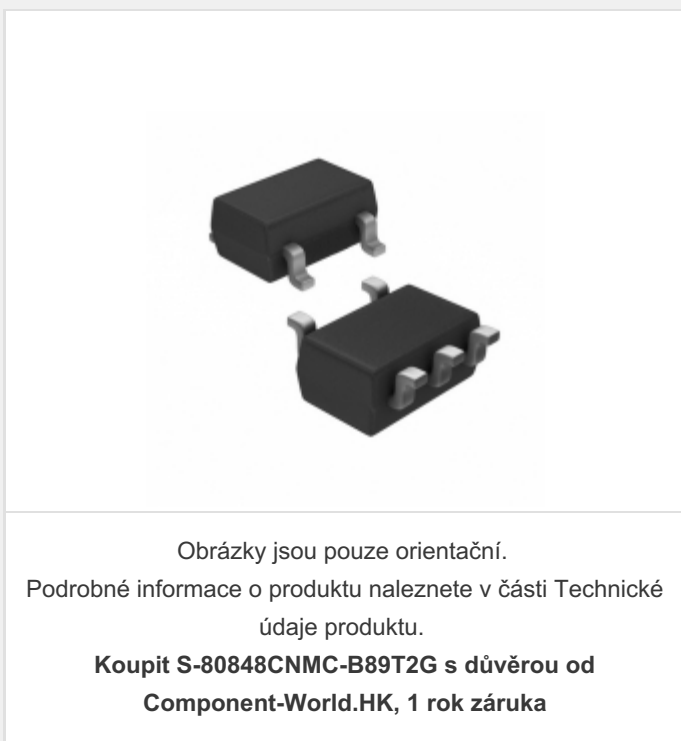 Obrázky jsou pouze orientační.
Podrobné informace o produktu naleznete v části Technické
údaje produktu.
Koupit S-80848CNMC-B89T2G s důvěrou od
Component-World.HK, 1 rok záruka